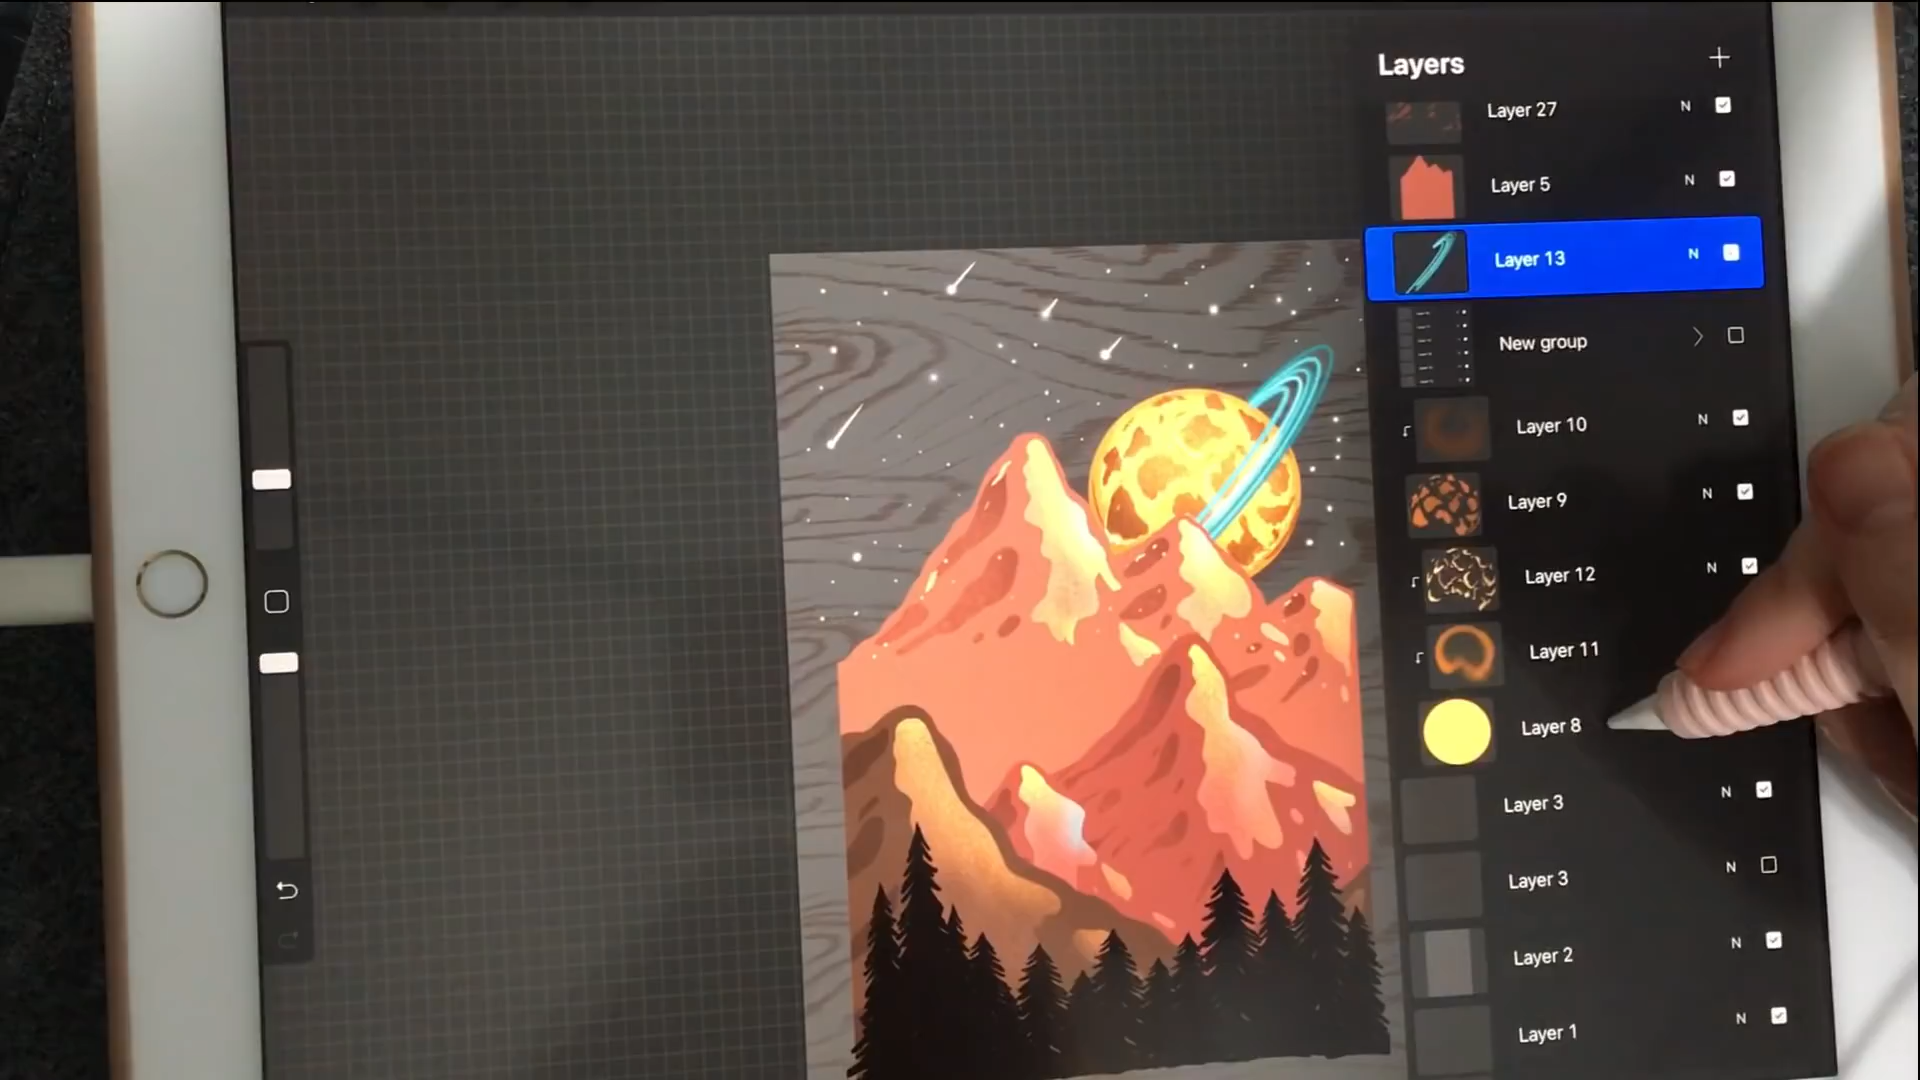 Layers
Layer 27 N
Layer 5 N
Layer 13 N
New group
Layer 10 N
Layer 9 N
Layer 12 N
Layer 11
Layer 8
Layer 3 N
Layer 3 N
Layer 2 N
Layer 1 N